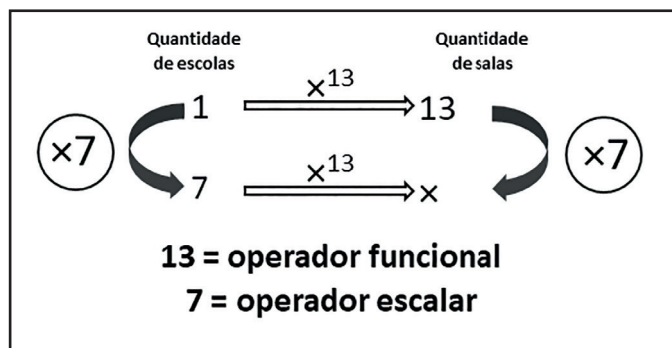 Quantidade de escolas
Quantidade de salas
×13
1
13
×7
×7
×13
7
×
13 = operador funcional
7 = operador escalar